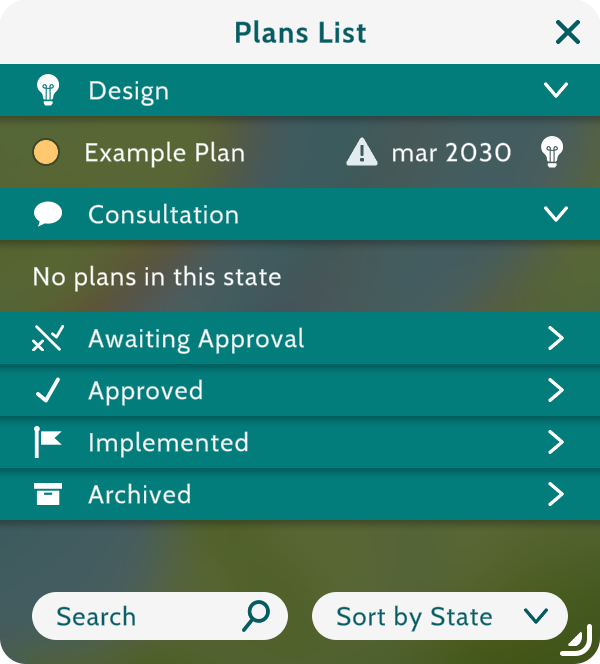 Plans List
Design
Example Plan mar 2030
Consultation
No plans in this state
Awaiting Approval
Approved
Implemented
Archived
Search Sort by State